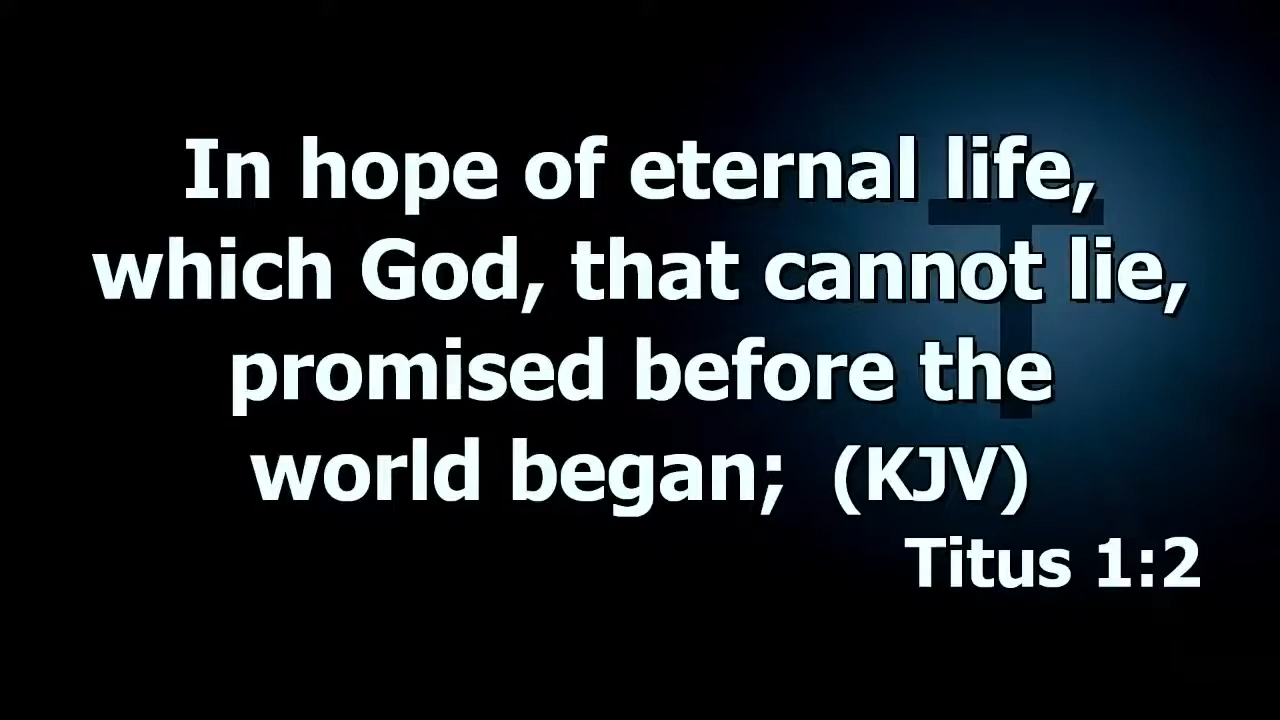 In hope of eternal life,
which God, that cannot lie,
promised before the
world began; (KJV)
Titus 1:2